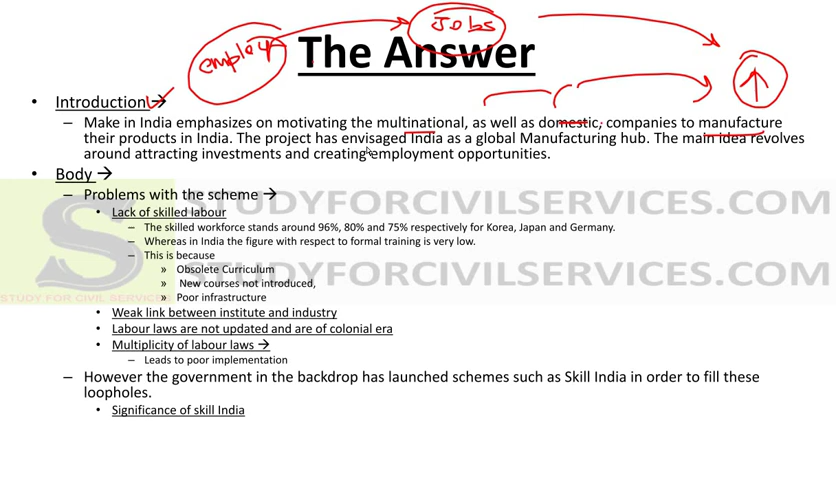 employ
Jobs
The Answer
• Introduction →
– Make in India emphasizes on motivating the multinational, as well as domestic, companies to manufacture
their products in India. The project has envisaged India as a global Manufacturing hub. The main idea revolves
around attracting investments and creating employment opportunities.
• Body →
– Problems with the scheme →
STUDYFORCIVILSERVICES.COM
• Lack of skilled labour
– The skilled workforce stands around 96%, 80% and 75% respectively for Korea, Japan and Germany.
– Whereas in India the figure with respect to formal training is very low.
– This is because
» Obsolete Curriculum
STUDYFORCIVILSERVICES.COM
» New courses not introduced,
» Poor infrastructure
STUDY FOR CIVIL SERVICES
• Weak link between institute and industry
• Labour laws are not updated and are of colonial era
• Multiplicity of labour laws →
– Leads to poor implementation
– However the government in the backdrop has launched schemes such as Skill India in order to fill these
loopholes.
• Significance of skill India